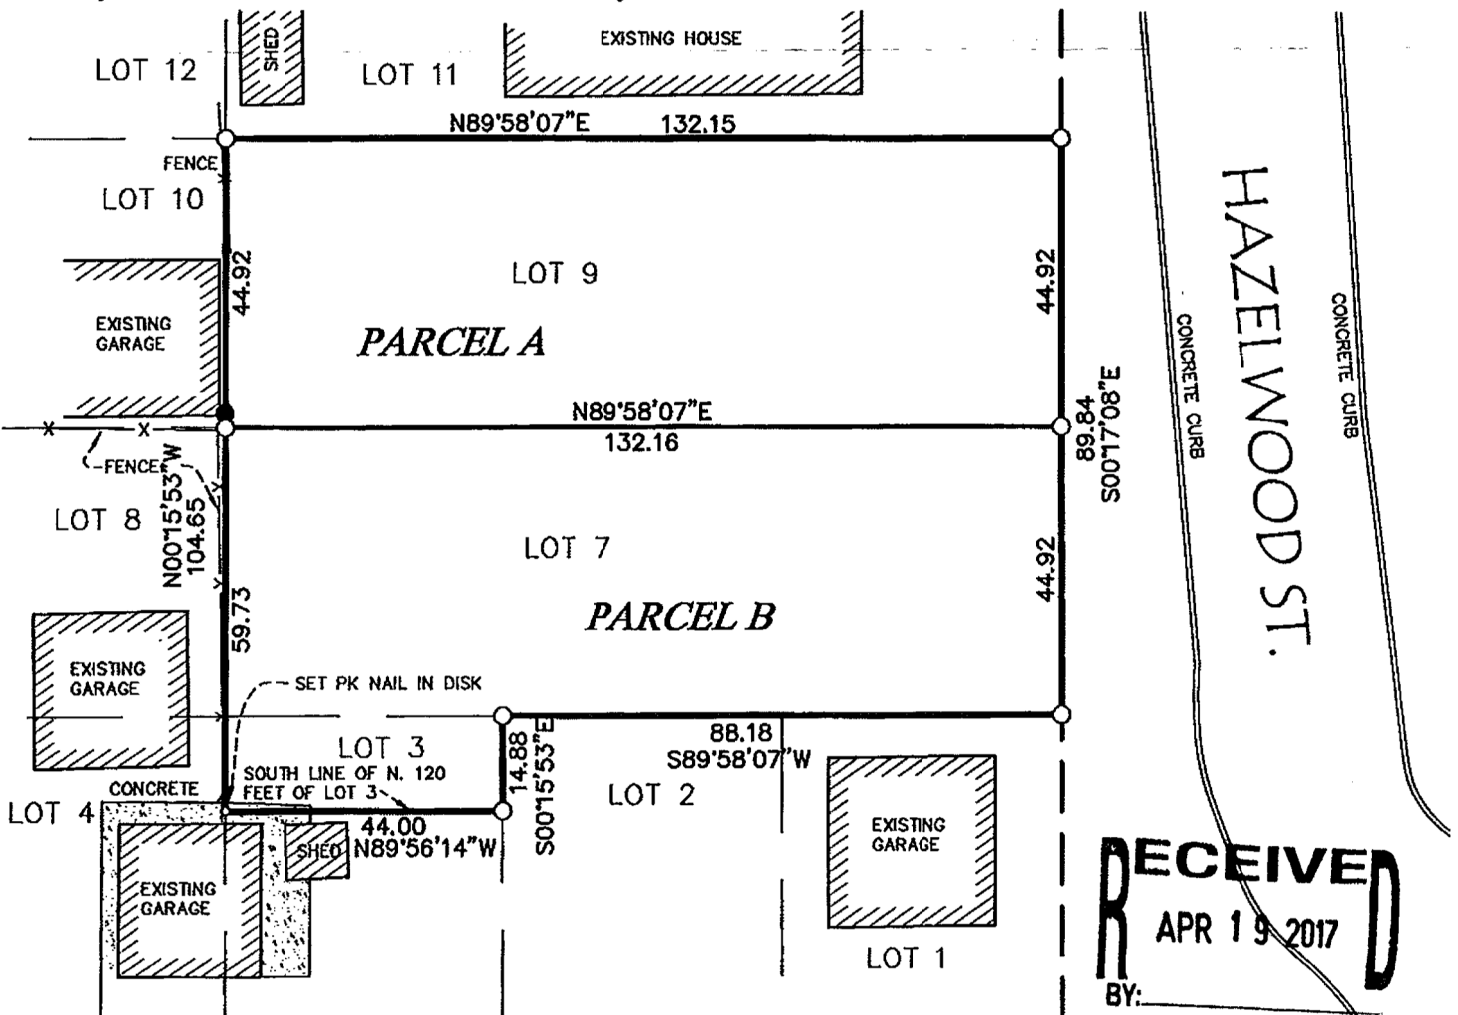 EXISTING HOUSE
SHED
LOT 12
LOT 11
N89°58'07"E 132.15
FENCE
LOT 10
44.92
LOT 9
44.92
EXISTING
GARAGE
PARCEL A
HAZELWOOD ST.
CONCRETE CURB
CONCRETE CURB
N89°58'07"E
132.16
89.84
S00°17'08"E
FENCE
N00°15'53"W
104.65
LOT 8
LOT 7
44.92
59.73
PARCEL B
EXISTING
GARAGE
SET PK NAIL IN DISK
LOT 3
14.88
S00°15'53"E
88.18
S89°58'07"W
SOUTH LINE OF N. 120
FEET OF LOT 3
CONCRETE
LOT 4
LOT 2
44.00
N89°56'14"W
SHED
EXISTING
GARAGE
EXISTING
GARAGE
LOT 1
RECEIVED
APR 19 2017
BY: